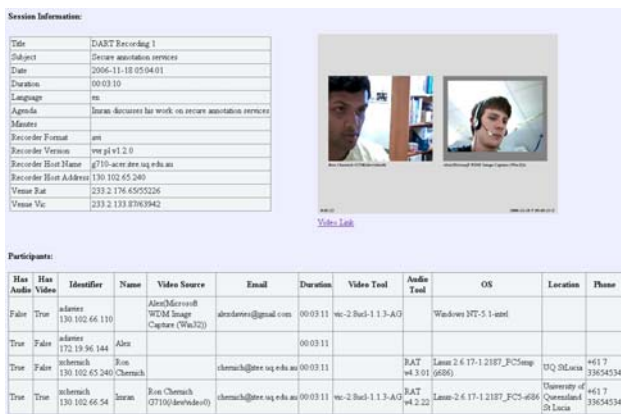 Session Information:
Title DART Recording 1
Subject Secure annotation services
Date 2006-11-18 05:04:01
Duration 00:03:10
Language en
Agenda Imran discusses his work on secure annotation services
Minutes
Recorder Format avi
Recorder Version vvr.pl v1.2.0
Recorder Host Name g710-acer.itee.uq.edu.au
Recorder Host Address 130.102.65.240
Venue Rat 233.2.176.65/55226
Venue Vic 233.2.133.87/63942
Video Link
Participants:
Has Audio Has Video Identifier Name Video Source Email Duration Video Tool Audio Tool OS Location Phone
False True adavies 130.102.66.110 Alex(Microsoft WDM Image Capture (Win32)) alexdavies@gmail.com 00:03:11 vic-2.8ucl-1.1.3-AG Windows NT-5.1-intel
True False adavies 172.19.96.144 Alex 00:03:11
True False rchernich 130.102.65.240 Ron Chernich chernich@itee.uq.edu.au 00:03:11 RAT v4.3.01 Linux 2.6.17-1.2187_FC5smp (i686) UQ StLucia +61 7 33654534
True True rchernich 130.102.66.54 Imran Ron Chernich G710(/dev/video0) chernich@itee.uq.edu.au 00:03:11 vic-2.8ucl-1.1.3-AG RAT v4.2.22 Linux-2.6.17-1.2187_FC5-i686 University of Queensland St Lucia +61 7 33654534